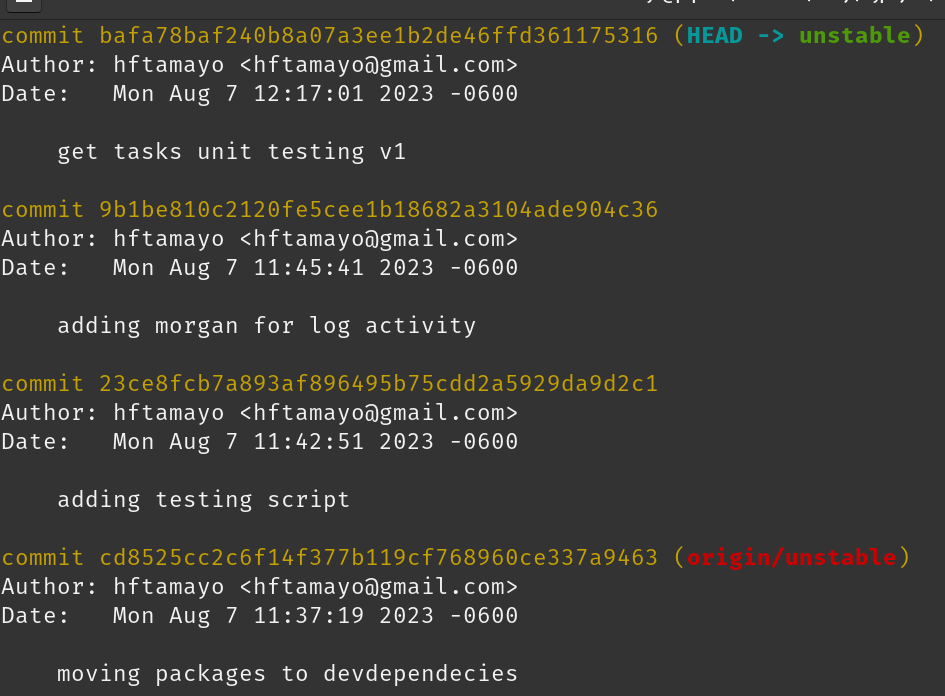 commit bafa78baf240b8a07a3ee1b2de46ffd361175316 (HEAD -> unstable)
Author: hftamayo <hftamayo@gmail.com>
Date:   Mon Aug 7 12:17:01 2023 -0600
get tasks unit testing v1
commit 9b1be810c2120fe5cee1b18682a3104ade904c36
Author: hftamayo <hftamayo@gmail.com>
Date:   Mon Aug 7 11:45:41 2023 -0600
adding morgan for log activity
commit 23ce8fcb7a893af896495b75cdd2a5929da9d2c1
Author: hftamayo <hftamayo@gmail.com>
Date:   Mon Aug 7 11:42:51 2023 -0600
adding testing script
commit cd8525cc2c6f14f377b119cf768960ce337a9463 (origin/unstable)
Author: hftamayo <hftamayo@gmail.com>
Date:   Mon Aug 7 11:37:19 2023 -0600
moving packages to devdependecies